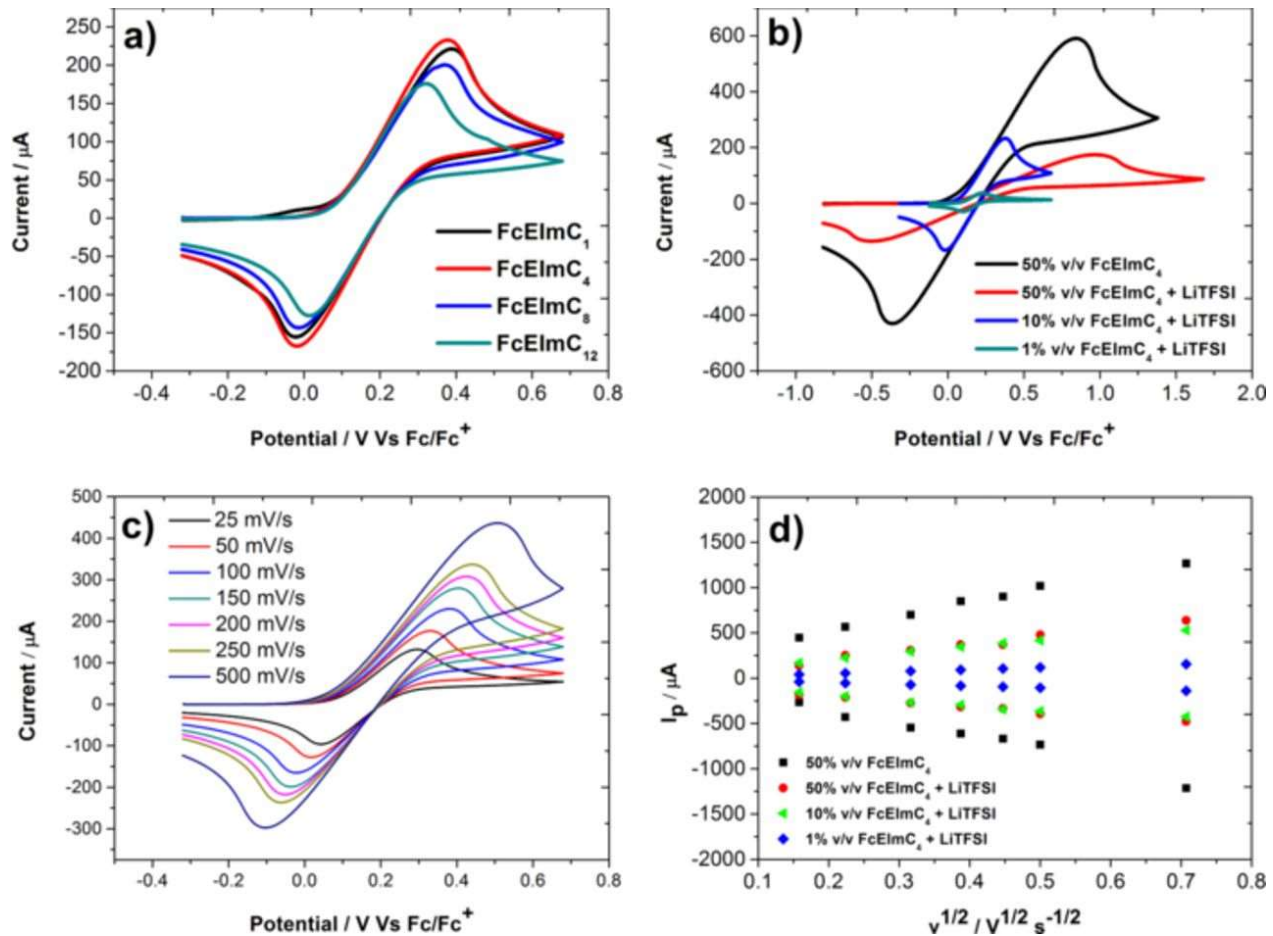 a)
250
200
150
100
50
0
-50
-100
-150
-200
Current / μA
-0.4 -0.2 0.0 0.2 0.4 0.6 0.8
Potential / V Vs Fc/Fc+
FcEImC1
FcEImC4
FcEImC8
FcEImC12
b)
600
400
200
0
-200
-400
-600
Current / μA
-1.0 -0.5 0.0 0.5 1.0 1.5 2.0
Potential / V Vs Fc/Fc+
50% v/v FcEImC4
50% v/v FcEImC4 + LiTFSI
10% v/v FcEImC4 + LiTFSI
1% v/v FcEImC4 + LiTFSI
c)
500
400
300
200
100
0
-100
-200
-300
Current / μA
25 mV/s
50 mV/s
100 mV/s
150 mV/s
200 mV/s
250 mV/s
500 mV/s
-0.4 -0.2 0.0 0.2 0.4 0.6 0.8
Potential / V Vs Fc/Fc+
d)
2000
1500
1000
500
0
-500
-1000
-1500
-2000
Ip / μA
50% v/v FcEImC4
50% v/v FcEImC4 + LiTFSI
10% v/v FcEImC4 + LiTFSI
1% v/v FcEImC4 + LiTFSI
0.1 0.2 0.3 0.4 0.5 0.6 0.7 0.8
v1/2 / V1/2 s-1/2